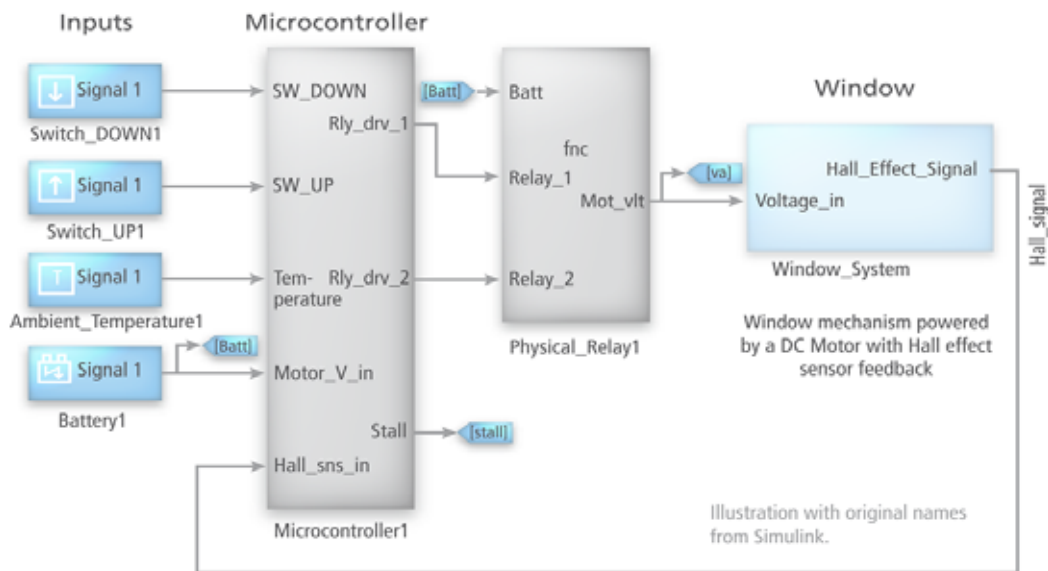 Inputs
Microcontroller
Window
Signal 1
Switch_DOWN1
Signal 1
Switch_UP1
Signal 1
Ambient_Temperature1
[Batt]
Signal 1
Battery1
SW_DOWN
Rly_drv_1
SW_UP
Tem-
perature
Rly_drv_2
Motor_V_in
Stall
Hall_sns_in
Microcontroller1
[Batt]
[stall]
Batt
fnc
Relay_1
Mot_vlt
Relay_2
Physical_Relay1
[va]
Hall_Effect_Signal
Voltage_in
Window_System
Hall_signal
Window mechanism powered
by a DC Motor with Hall effect
sensor feedback
Illustration with original names
from Simulink.